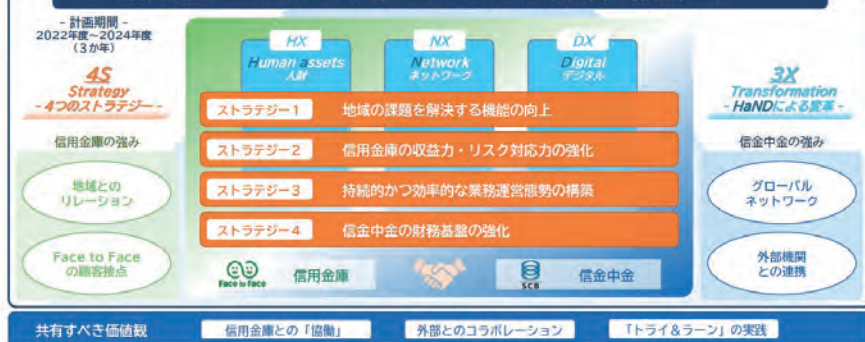 - 計画期間 -
2022年度~2024年度
(3か年)
4S
Strategy
- 4つのストラテジー -
信用金庫の強み
地域との
リレーション
Face to Face
の顧客接点
HX
Human assets
人財
NX
Network
ネットワーク
DX
Digital
デジタル
ストラテジー1 地域の課題を解決する機能の向上
ストラテジー2 信用金庫の収益力・リスク対応力の強化
ストラテジー3 持続的かつ効率的な業務運営態勢の構築
ストラテジー4 信金中金の財務基盤の強化
Face to Face 信用金庫
SCB 信金中金
3X
Transformation
- HaNDによる変革 -
信金中金の強み
グローバル
ネットワーク
外部機関
との連携
共有すべき価値観 信用金庫との「協働」 外部とのコラボレーション 「トライ&ラーン」の実践